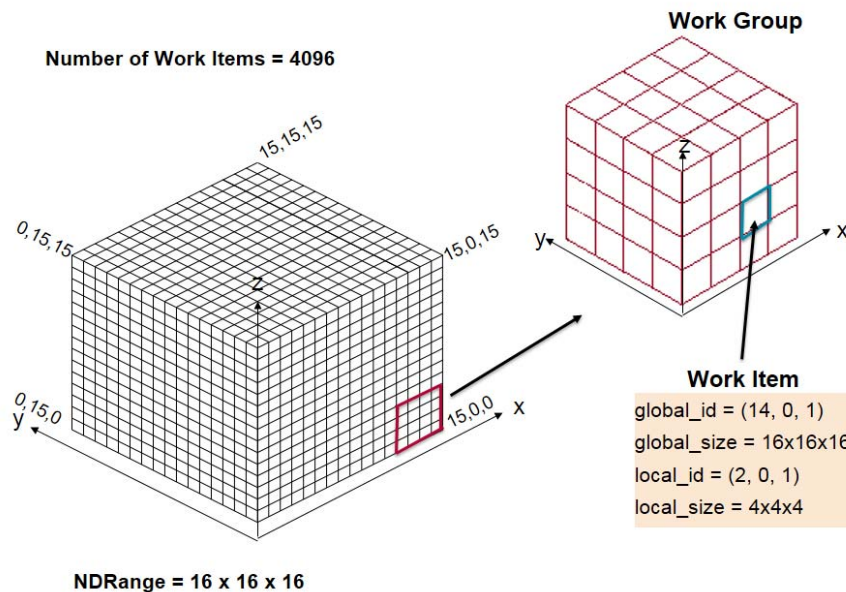 Number of Work Items = 4096
Work Group
15,15,15
0,15,15
15,0,15
z
z
y
x
0,15,0
y
15,0,0
x
Work Item
global_id = (14, 0, 1)
global_size = 16x16x16
local_id = (2, 0, 1)
local_size = 4x4x4
NDRange = 16 x 16 x 16